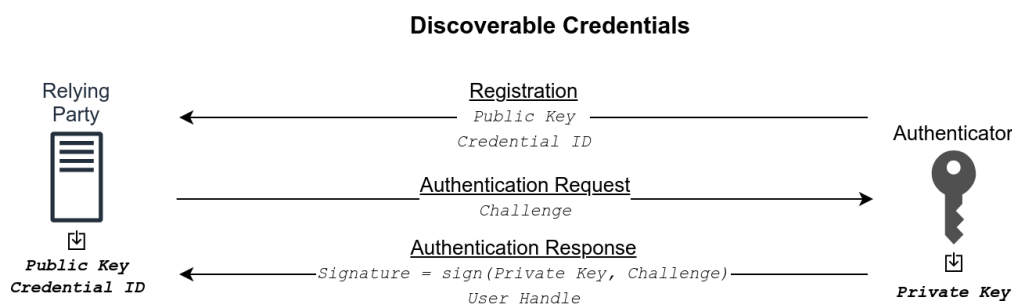 Discoverable Credentials
Relying
Party
Public Key
Credential ID
Registration
Public Key
Credential ID
Authentication Request
Challenge
Authentication Response
Signature = sign(Private Key, Challenge)
User Handle
Authenticator
Private Key